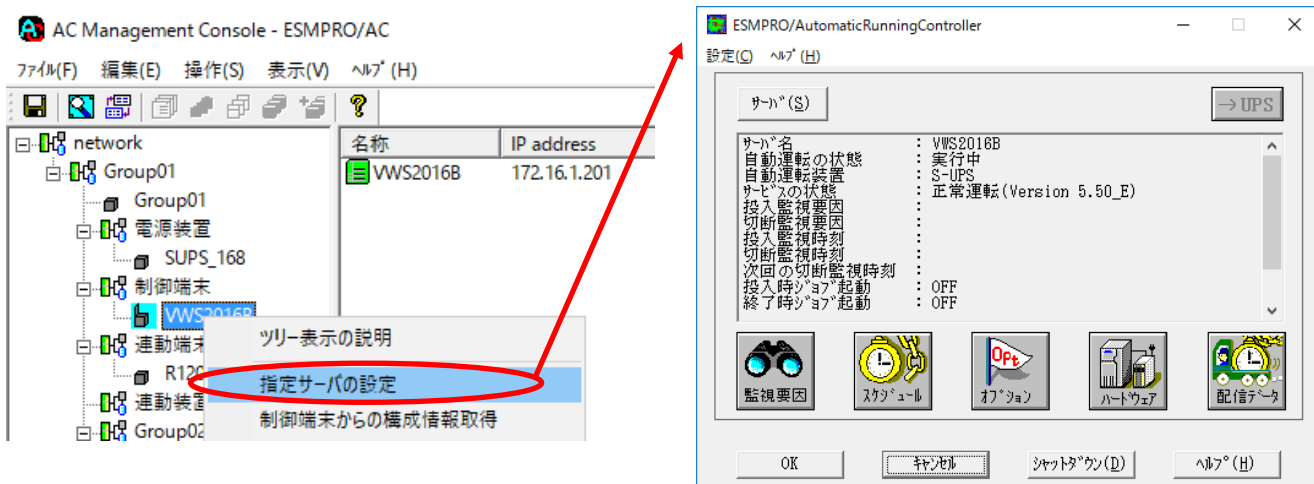 AC Management Console - ESMPRO/AC
ﾌｧｲﾙ(F) 編集(E) 操作(S) 表示(V) ﾍﾙﾌﾟ(H)
network
Group01
Group01
電源装置
SUPS_168
制御端末
VWS2016B
連動端末
R120
連動装置
Group02
名称 IP address
VWS2016B 172.16.1.201
ツリー表示の説明
指定サーバの設定
制御端末からの構成情報取得
ESMPRO/AutomaticRunningController
設定(C) ﾍﾙﾌﾟ(H)
ｻｰﾊﾞ(S)
→UPS
ｻｰﾊﾞ名 : VWS2016B
自動運転の状態 : 実行中
自動運転装置 : S-UPS
ｻｰﾋﾞｽの状態 : 正常運転(Version 5.50_E)
投入監視要因 :
切断監視要因 :
投入監視時刻 :
切断監視時刻 :
次回の切断監視時刻 :
投入時ｼﾞｮﾌﾞ起動 : OFF
終了時ｼﾞｮﾌﾞ起動 : OFF
監視要因
ｽｹｼﾞｭｰﾙ
OPt
ｵﾌﾟｼｮﾝ
ﾊｰﾄﾞｳｪｱ
配信ﾃﾞｰﾀ
OK
ｷｬﾝｾﾙ
ｼｬｯﾄﾀﾞｳﾝ(D)
ﾍﾙﾌﾟ(H)